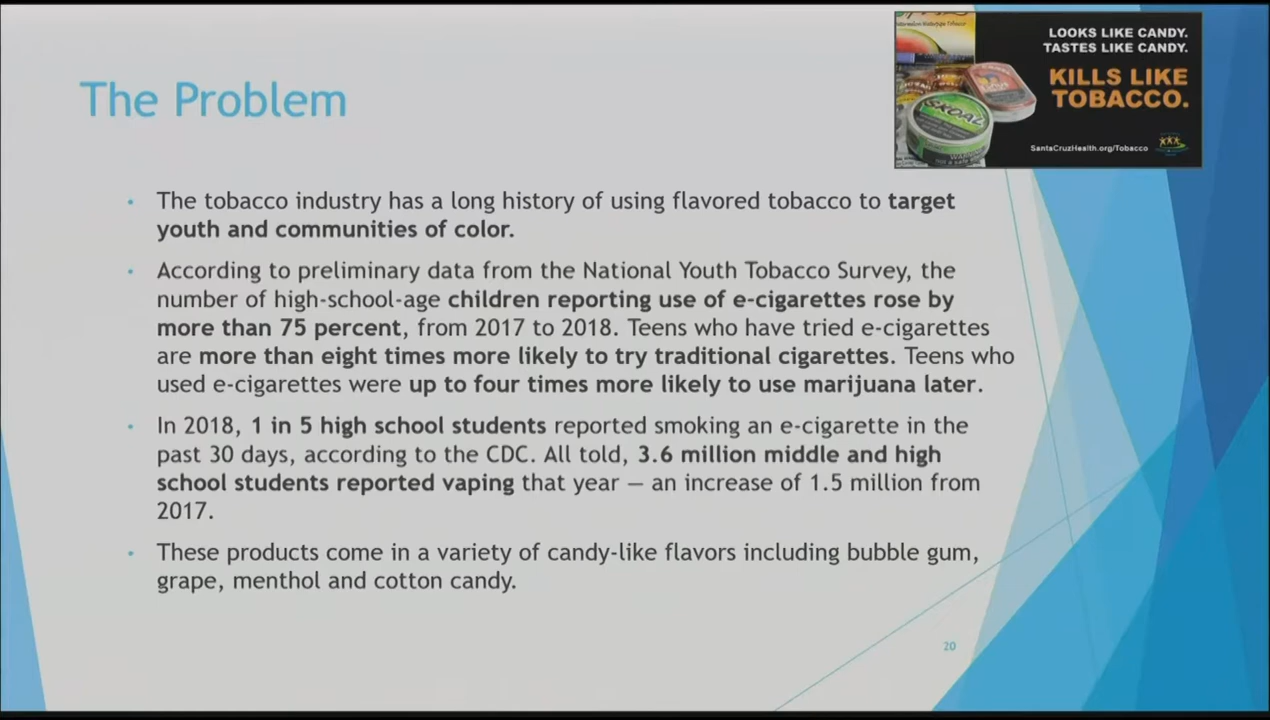 LOOKS LIKE CANDY.
TASTES LIKE CANDY.
KILLS LIKE
TOBACCO.
SKOAL
SantaCruzHealth.org/Tobacco
The Problem
• The tobacco industry has a long history of using flavored tobacco to target
youth and communities of color.
• According to preliminary data from the National Youth Tobacco Survey, the
number of high-school-age children reporting use of e-cigarettes rose by
more than 75 percent, from 2017 to 2018. Teens who have tried e-cigarettes
are more than eight times more likely to try traditional cigarettes. Teens who
used e-cigarettes were up to four times more likely to use marijuana later.
• In 2018, 1 in 5 high school students reported smoking an e-cigarette in the
past 30 days, according to the CDC. All told, 3.6 million middle and high
school students reported vaping that year — an increase of 1.5 million from
2017.
• These products come in a variety of candy-like flavors including bubble gum,
grape, menthol and cotton candy.
20